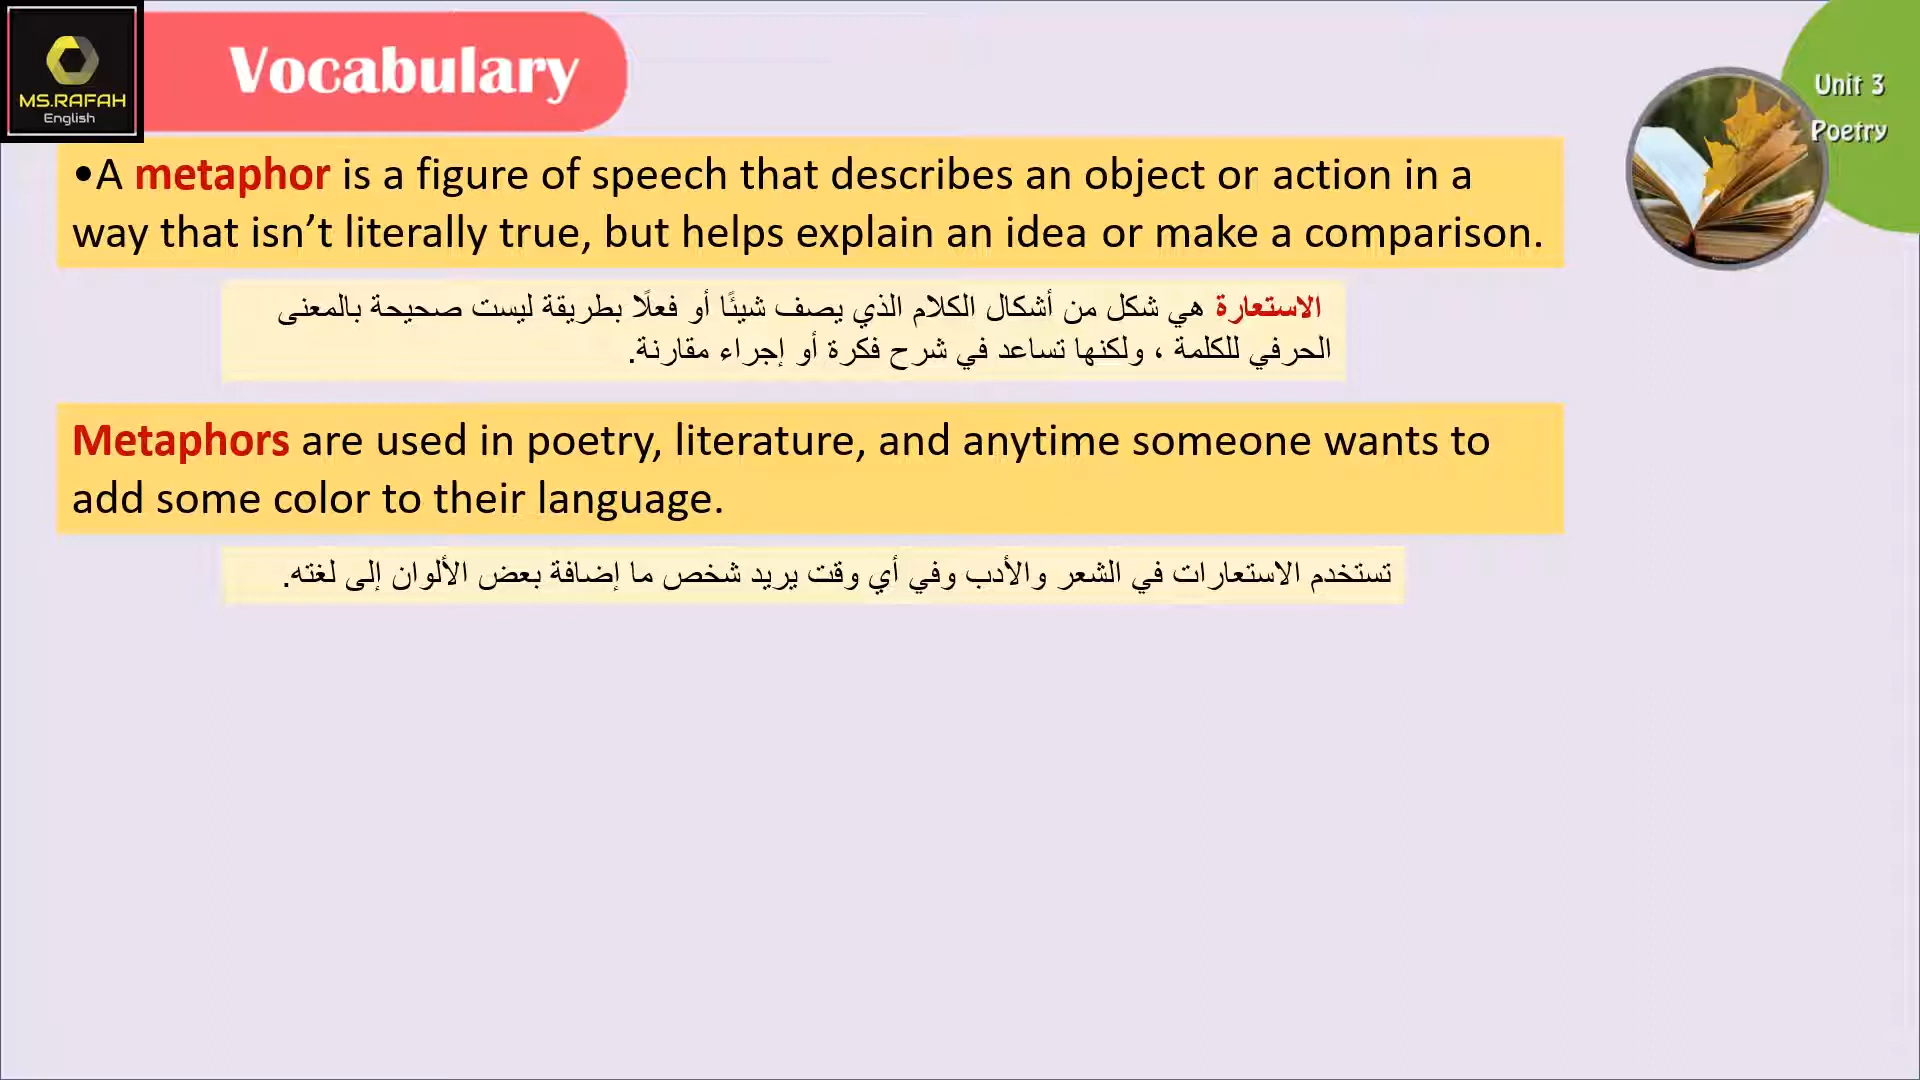 MS.RAFAH
English
Vocabulary
Unit 3
Poetry
•A metaphor is a figure of speech that describes an object or action in a
way that isn’t literally true, but helps explain an idea or make a comparison.
الاستعارة هي شكل من أشكال الكلام الذي يصف شيئًا أو فعلًا بطريقة ليست صحيحة بالمعنى
الحرفي للكلمة ، ولكنها تساعد في شرح فكرة أو إجراء مقارنة.
Metaphors are used in poetry, literature, and anytime someone wants to
add some color to their language.
تستخدم الاستعارات في الشعر والأدب وفي أي وقت يريد شخص ما إضافة بعض الألوان إلى لغته.